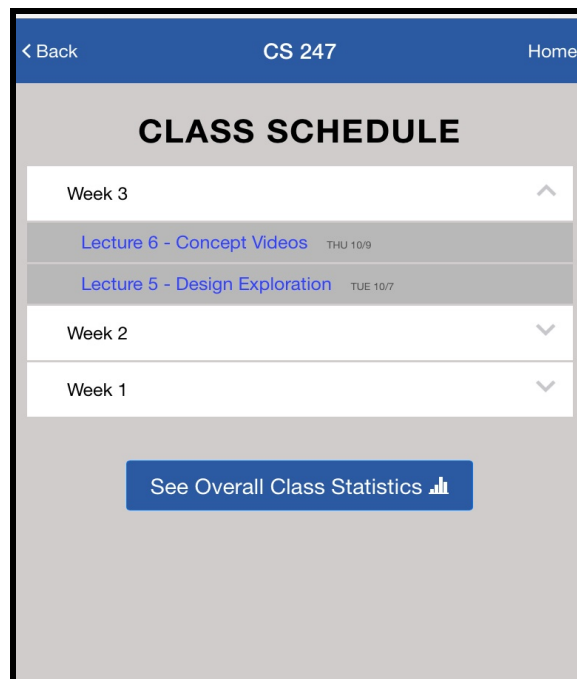 Back CS 247 Home
CLASS SCHEDULE
Week 3
Lecture 6 - Concept Videos THU 10/9
Lecture 5 - Design Exploration TUE 10/7
Week 2
Week 1
See Overall Class Statistics